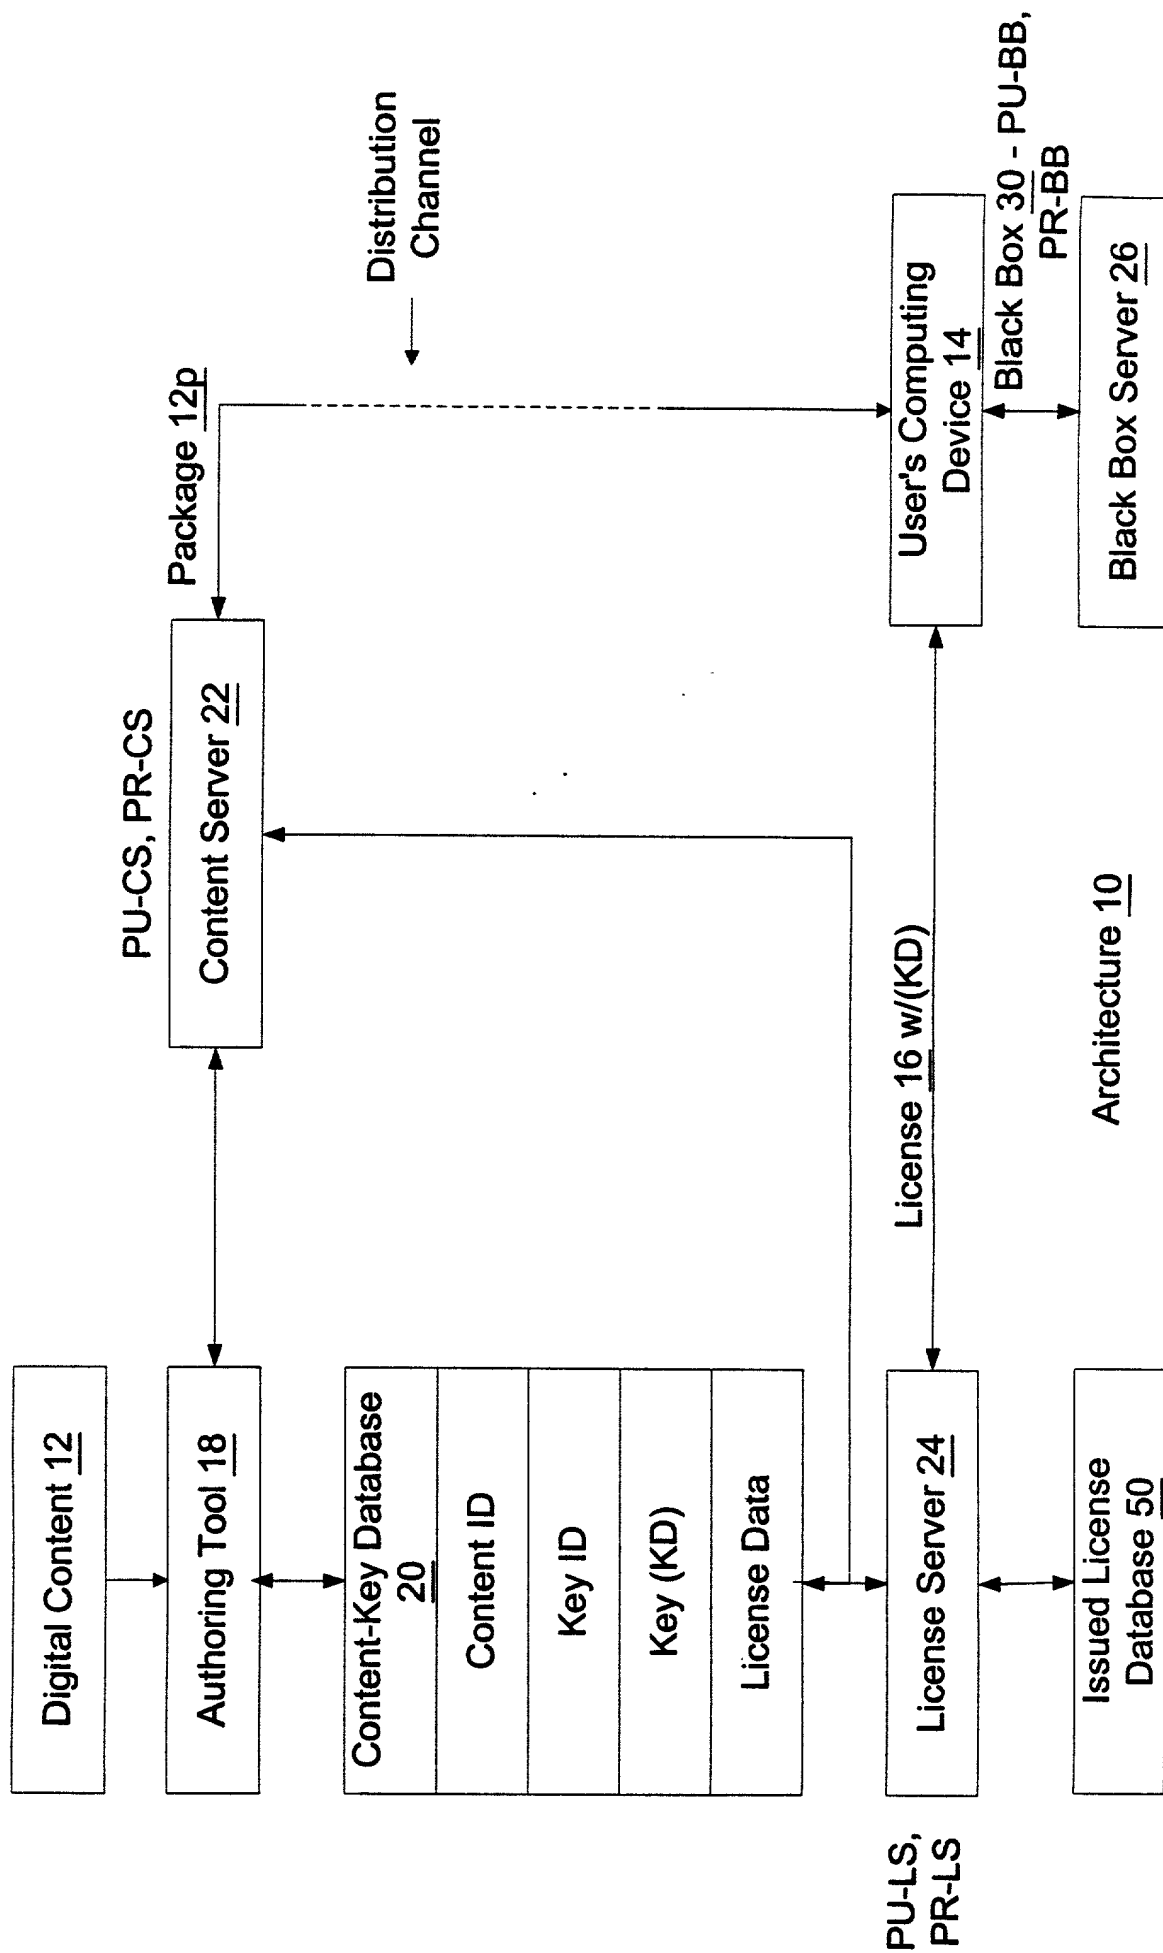 Digital Content 12
Authoring Tool 18
Content-Key Database
20
Content ID
Key ID
Key (KD)
License Data
PU-LS,
PR-LS
License Server 24
Issued License
Database 50
PU-CS, PR-CS
Content Server 22
Package 12p
Distribution
Channel
License 16 w/(KD)
User's Computing
Device 14
Black Box 30 - PU-BB,
PR-BB
Black Box Server 26
Architecture 10